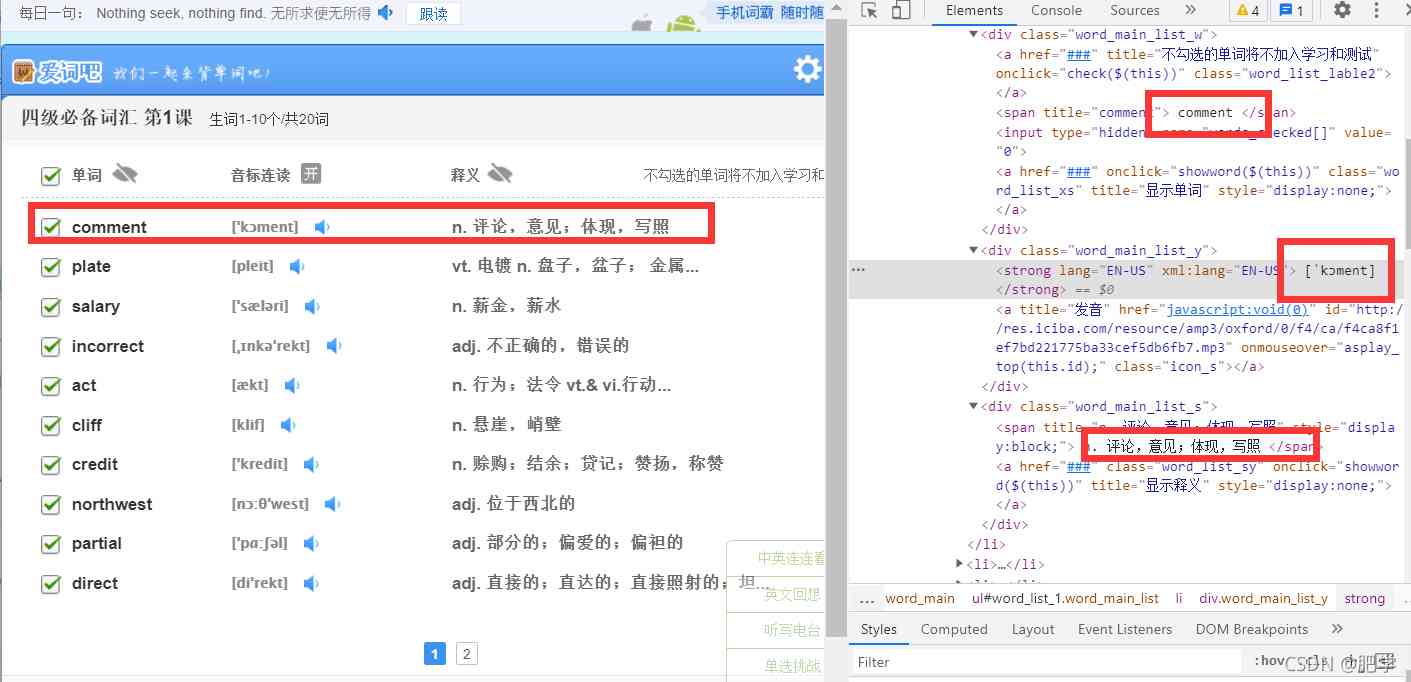 每日一句： Nothing seek, nothing find. 无所求便无所得 跟读
手机词霸 随时随
爱词吧 我们一起来背单词吧!
四级必备词汇 第1课 生词1-10个/共20词
单词 音标连读 开 释义 不勾选的单词将不加入学习和
comment ['kɔment] n. 评论，意见；体现，写照
plate [pleit] vt. 电镀 n. 盘子，盆子； 金属...
salary ['sæləri] n. 薪金，薪水
incorrect [,ɪnkə'rekt] adj. 不正确的，错误的
act [ækt] n. 行为；法令 vt.& vi.行动...
cliff [klif] n. 悬崖，峭壁
credit ['kredit] n. 赊购；结余；贷记；赞扬，称赞
northwest [nɔ:θ'west] adj. 位于西北的
partial ['pɑ:ʃəl] adj. 部分的；偏爱的；偏袒的
direct [di'rekt] adj. 直接的；直达的；直接照射的；坦...
中英连连看
英文回想
听写电台
单选挑战
1 2
Elements Console Sources » 4 1
▼<div class="word_main_list_w">
<a href="###" title="不勾选的单词将不加入学习和测试"
onclick="check($(this))" class="word_list_lable2">
</a>
<span title="comment"> comment </span>
<input type="hidden" name="words_checked[]" value=
"0">
<a href="###" onclick="showword($(this))" class="wo
rd_list_xs" title="显示单词" style="display:none;">
</a>
</div>
▼<div class="word_main_list_y">
... <strong lang="EN-US" xml:lang="EN-US"> [ˈkɔment]
</strong> == $0
<a title="发音" href="javascript:void(0)" id="http:/
/res.iciba.com/resource/amp3/oxford/0/f4/ca/f4ca8f1
ef7bd221775ba33cef5db6fb7.mp3" onmouseover="asplay_
top(this.id);" class="icon_s"></a>
</div>
▼<div class="word_main_list_s">
<span title="n. 评论，意见；体现，写照" style="displa
y:block;"> n. 评论，意见；体现，写照 </span>
<a href="###" class="word_list_sy" onclick="showwor
d($(this))" title="显示释义" style="display:none;">
</a>
</div>
</li>
▶<li>…</li>
... word_main ul#word_list_1.word_main_list li div.word_main_list_y strong
Styles Computed Layout Event Listeners DOM Breakpoints »
Filter :hov .cls
CSDN @肥学